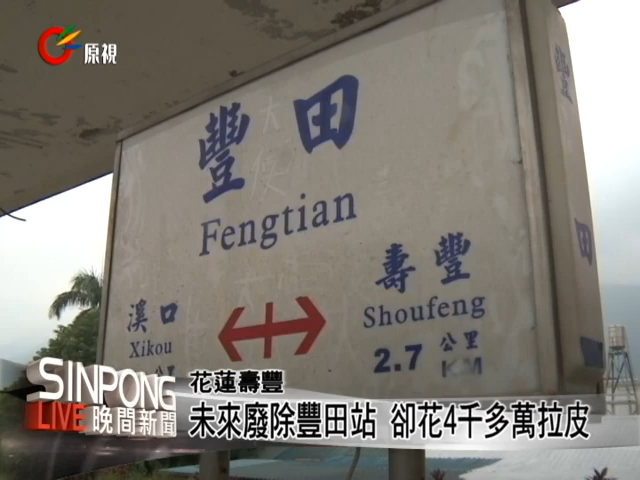 原視
豐田
Fengtian
溪口
Xikou
壽豐
Shoufeng
2.7 公里
KM
豐田
SINPONG
LIVE 晚間新聞
花蓮壽豐
未來廢除豐田站 卻花4千多萬拉皮